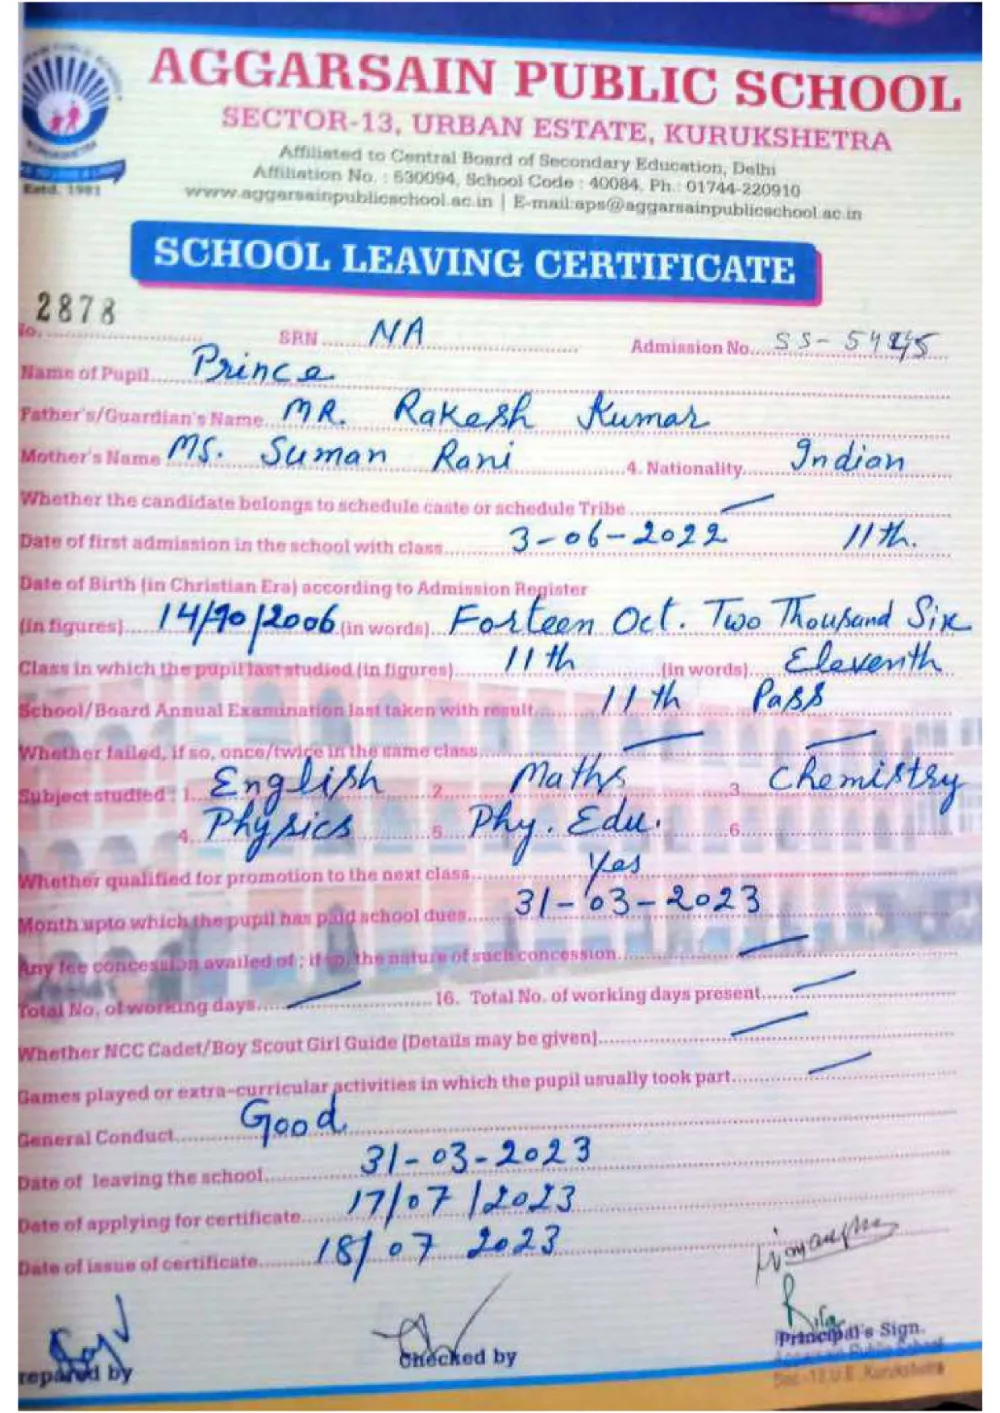 AGGARSAIN PUBLIC SCHOOL
SECTOR-13, URBAN ESTATE, KURUKSHETRA
Affiliated to Central Board of Secondary Education, Delhi
Affiliation No. : 530094, School Code : 40084, Ph.: 01744-220910
www.aggarsainpublicschool.ac.in | E-mail:aps@aggarsainpublicschool.ac.in
KURUKSHETRA
Estd. 1981
SCHOOL LEAVING CERTIFICATE
2878
No. SRN NA Admission No. SS-
Name of Pupil Prince
Father's/Guardian's Name MR. Rakesh Kumar
Mother's Name MS. Suman Rani 4. Nationality Indian
Whether the candidate belongs to schedule caste or schedule Tribe —
Date of first admission in the school with class 3-06-2022 11th.
Date of Birth (in Christian Era) according to Admission Register
(in figures) 14/10/2006 (in words) Forteen Oct. Two Thousand Six
Class in which the pupil last studied (in figures) 11th (in words) Eleventh
School/Board Annual Examination last taken with result 11th Pass
Whether failed, if so, once/twice in the same class — —
Subject studied : 1. English 2. Maths 3. Chemistry
4. Physics 5. Phy. Edu. 6.
Whether qualified for promotion to the next class Yes
Month upto which the pupil has paid school dues 31-03-2023
Any fee concession availed of ; if so, the nature of such concession —
Total No. of working days — 16. Total No. of working days present —
Whether NCC Cadet/Boy Scout Girl Guide (Details may be given) —
Games played or extra-curricular activities in which the pupil usually took part —
General Conduct Good
Date of leaving the school 31-03-2023
Date of applying for certificate 17/07/2023
Date of issue of certificate 18/07 2023
repared by Checked by Principal's Sign.
Aggarsain Public School
Sec.-13, U.E., Kurukshetra